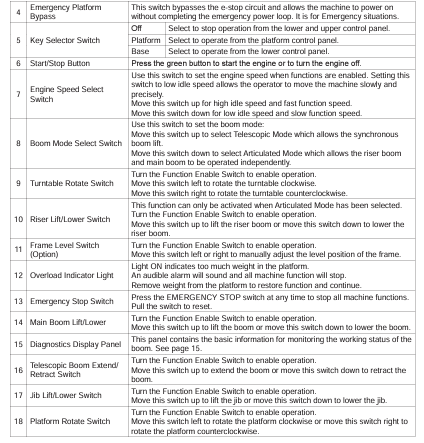 4 Emergency Platform Bypass
This switch bypasses the e-stop circuit and allows the machine to power on
without completing the emergency power loop. It is for Emergency situations.
5 Key Selector Switch
Off Select to stop operation from the lower and upper control panel.
Platform Select to operate from the platform control panel.
Base Select to operate from the lower control panel.
6 Start/Stop Button Press the green button to start the engine or to turn the engine off.
7 Engine Speed Select Switch
Use this switch to set the engine speed when functions are enabled. Setting this
switch to low idle speed allows the operator to move the machine slowly and
precisely.
Move this switch up for high idle speed and fast function speed.
Move this switch down for low idle speed and slow function speed.
8 Boom Mode Select Switch
Use this switch to set the boom mode:
Move this switch up to select Telescopic Mode which allows the synchronous
boom lift.
Move this switch down to select Articulated Mode which allows the riser boom
and main boom to be operated independently.
9 Turntable Rotate Switch
Turn the Function Enable Switch to enable operation.
Move this switch left to rotate the turntable clockwise.
Move this switch right to rotate the turntable counterclockwise.
10 Riser Lift/Lower Switch
This function can only be activated when Articulated Mode has been selected.
Turn the Function Enable Switch to enable operation.
Move this switch up to lift the riser boom or move this switch down to lower the
riser boom.
11 Frame Level Switch (Option)
Turn the Function Enable Switch to enable operation.
Move this switch left or right to manually adjust the level position of the frame.
12 Overload Indicator Light
Light ON indicates too much weight in the platform.
An audible alarm will sound and all machine function will stop.
Remove weight from the platform to restore function and continue.
13 Emergency Stop Switch
Press the EMERGENCY STOP switch at any time to stop all machine functions.
Pull the switch to reset.
14 Main Boom Lift/Lower
Turn the Function Enable Switch to enable operation.
Move this switch up to lift the boom or move this switch down to lower the boom.
15 Diagnostics Display Panel
This panel contains the basic information for monitoring the working status of the
boom. See page 15.
16 Telescopic Boom Extend/ Retract Switch
Turn the Function Enable Switch to enable operation.
Move this switch up to extend the boom or move this switch down to retract the
boom.
17 Jib Lift/Lower Switch
Turn the Function Enable Switch to enable operation.
Move this switch up to lift the jib or move this switch down to lower the jib.
18 Platform Rotate Switch
Turn the Function Enable Switch to enable operation.
Move this switch left to rotate the platform clockwise or move this switch right to
rotate the platform counterclockwise.